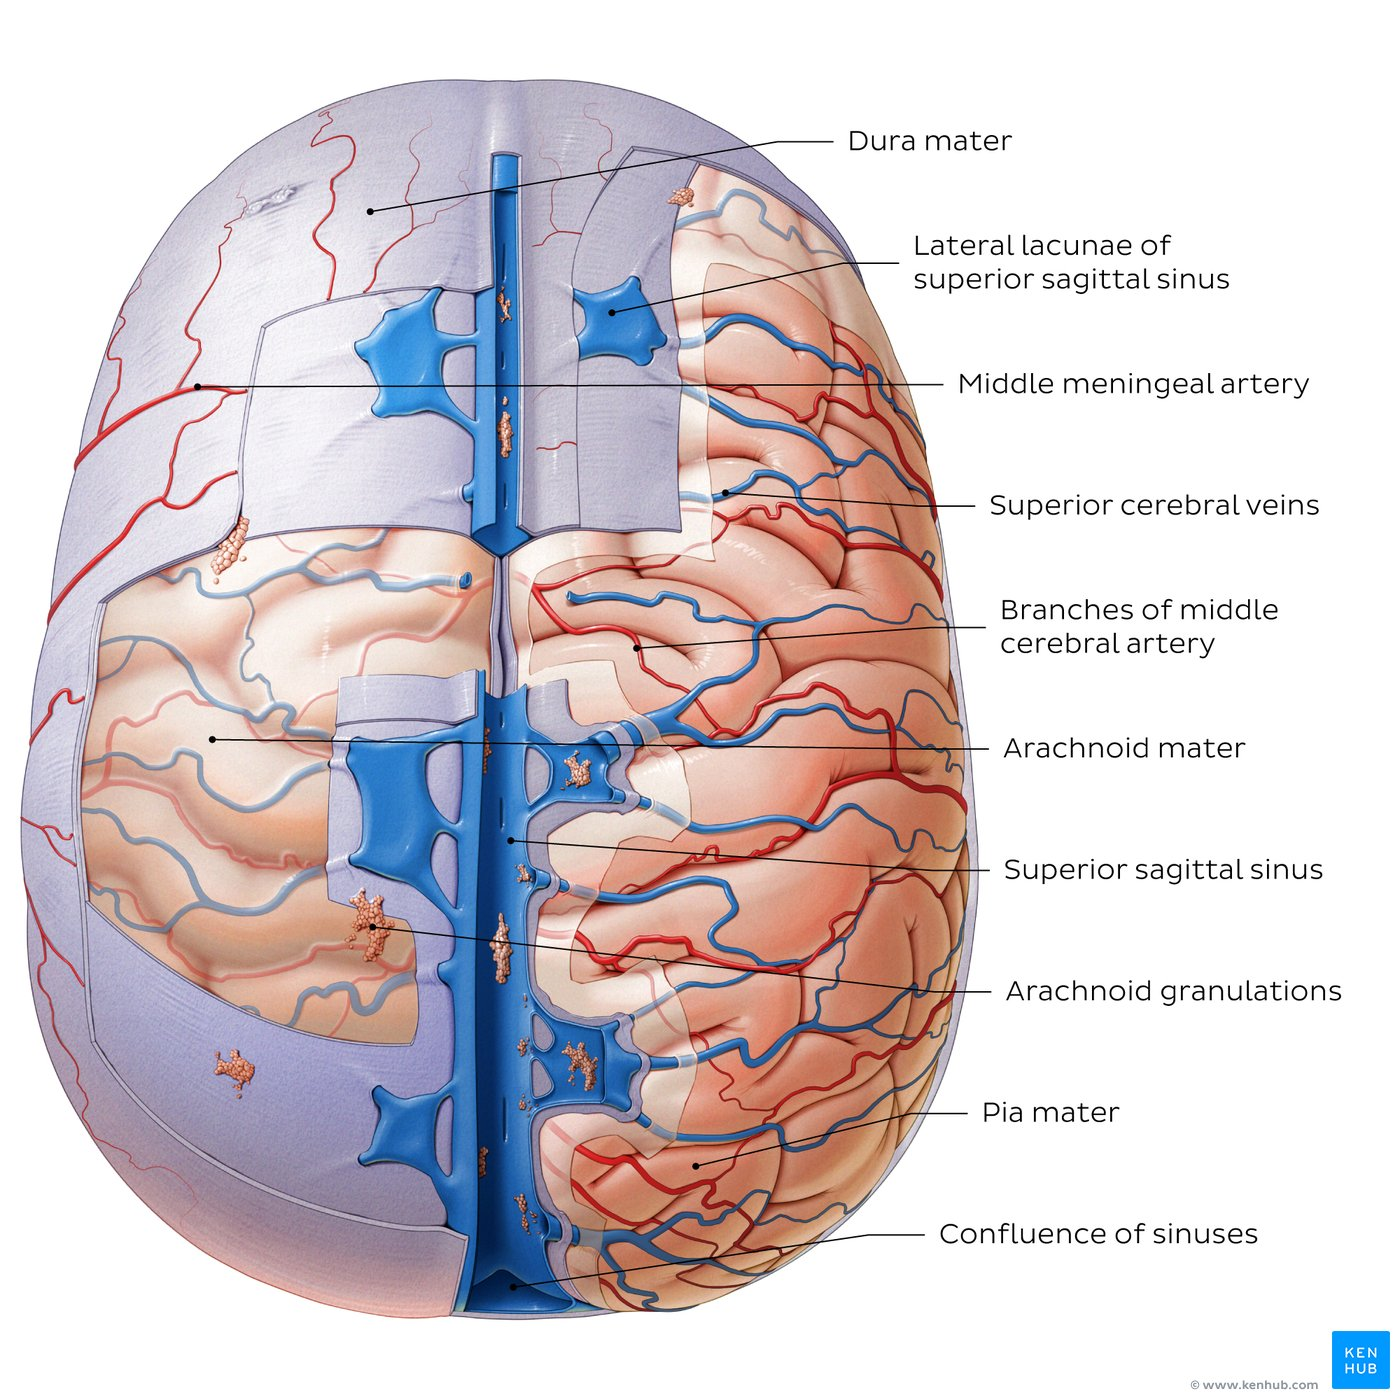 Dura mater
Lateral lacunae of
superior sagittal sinus
Middle meningeal artery
Superior cerebral veins
Branches of middle
cerebral artery
Arachnoid mater
Superior sagittal sinus
Arachnoid granulations
Pia mater
Confluence of sinuses
KEN
HUB
© www.kenhub.com